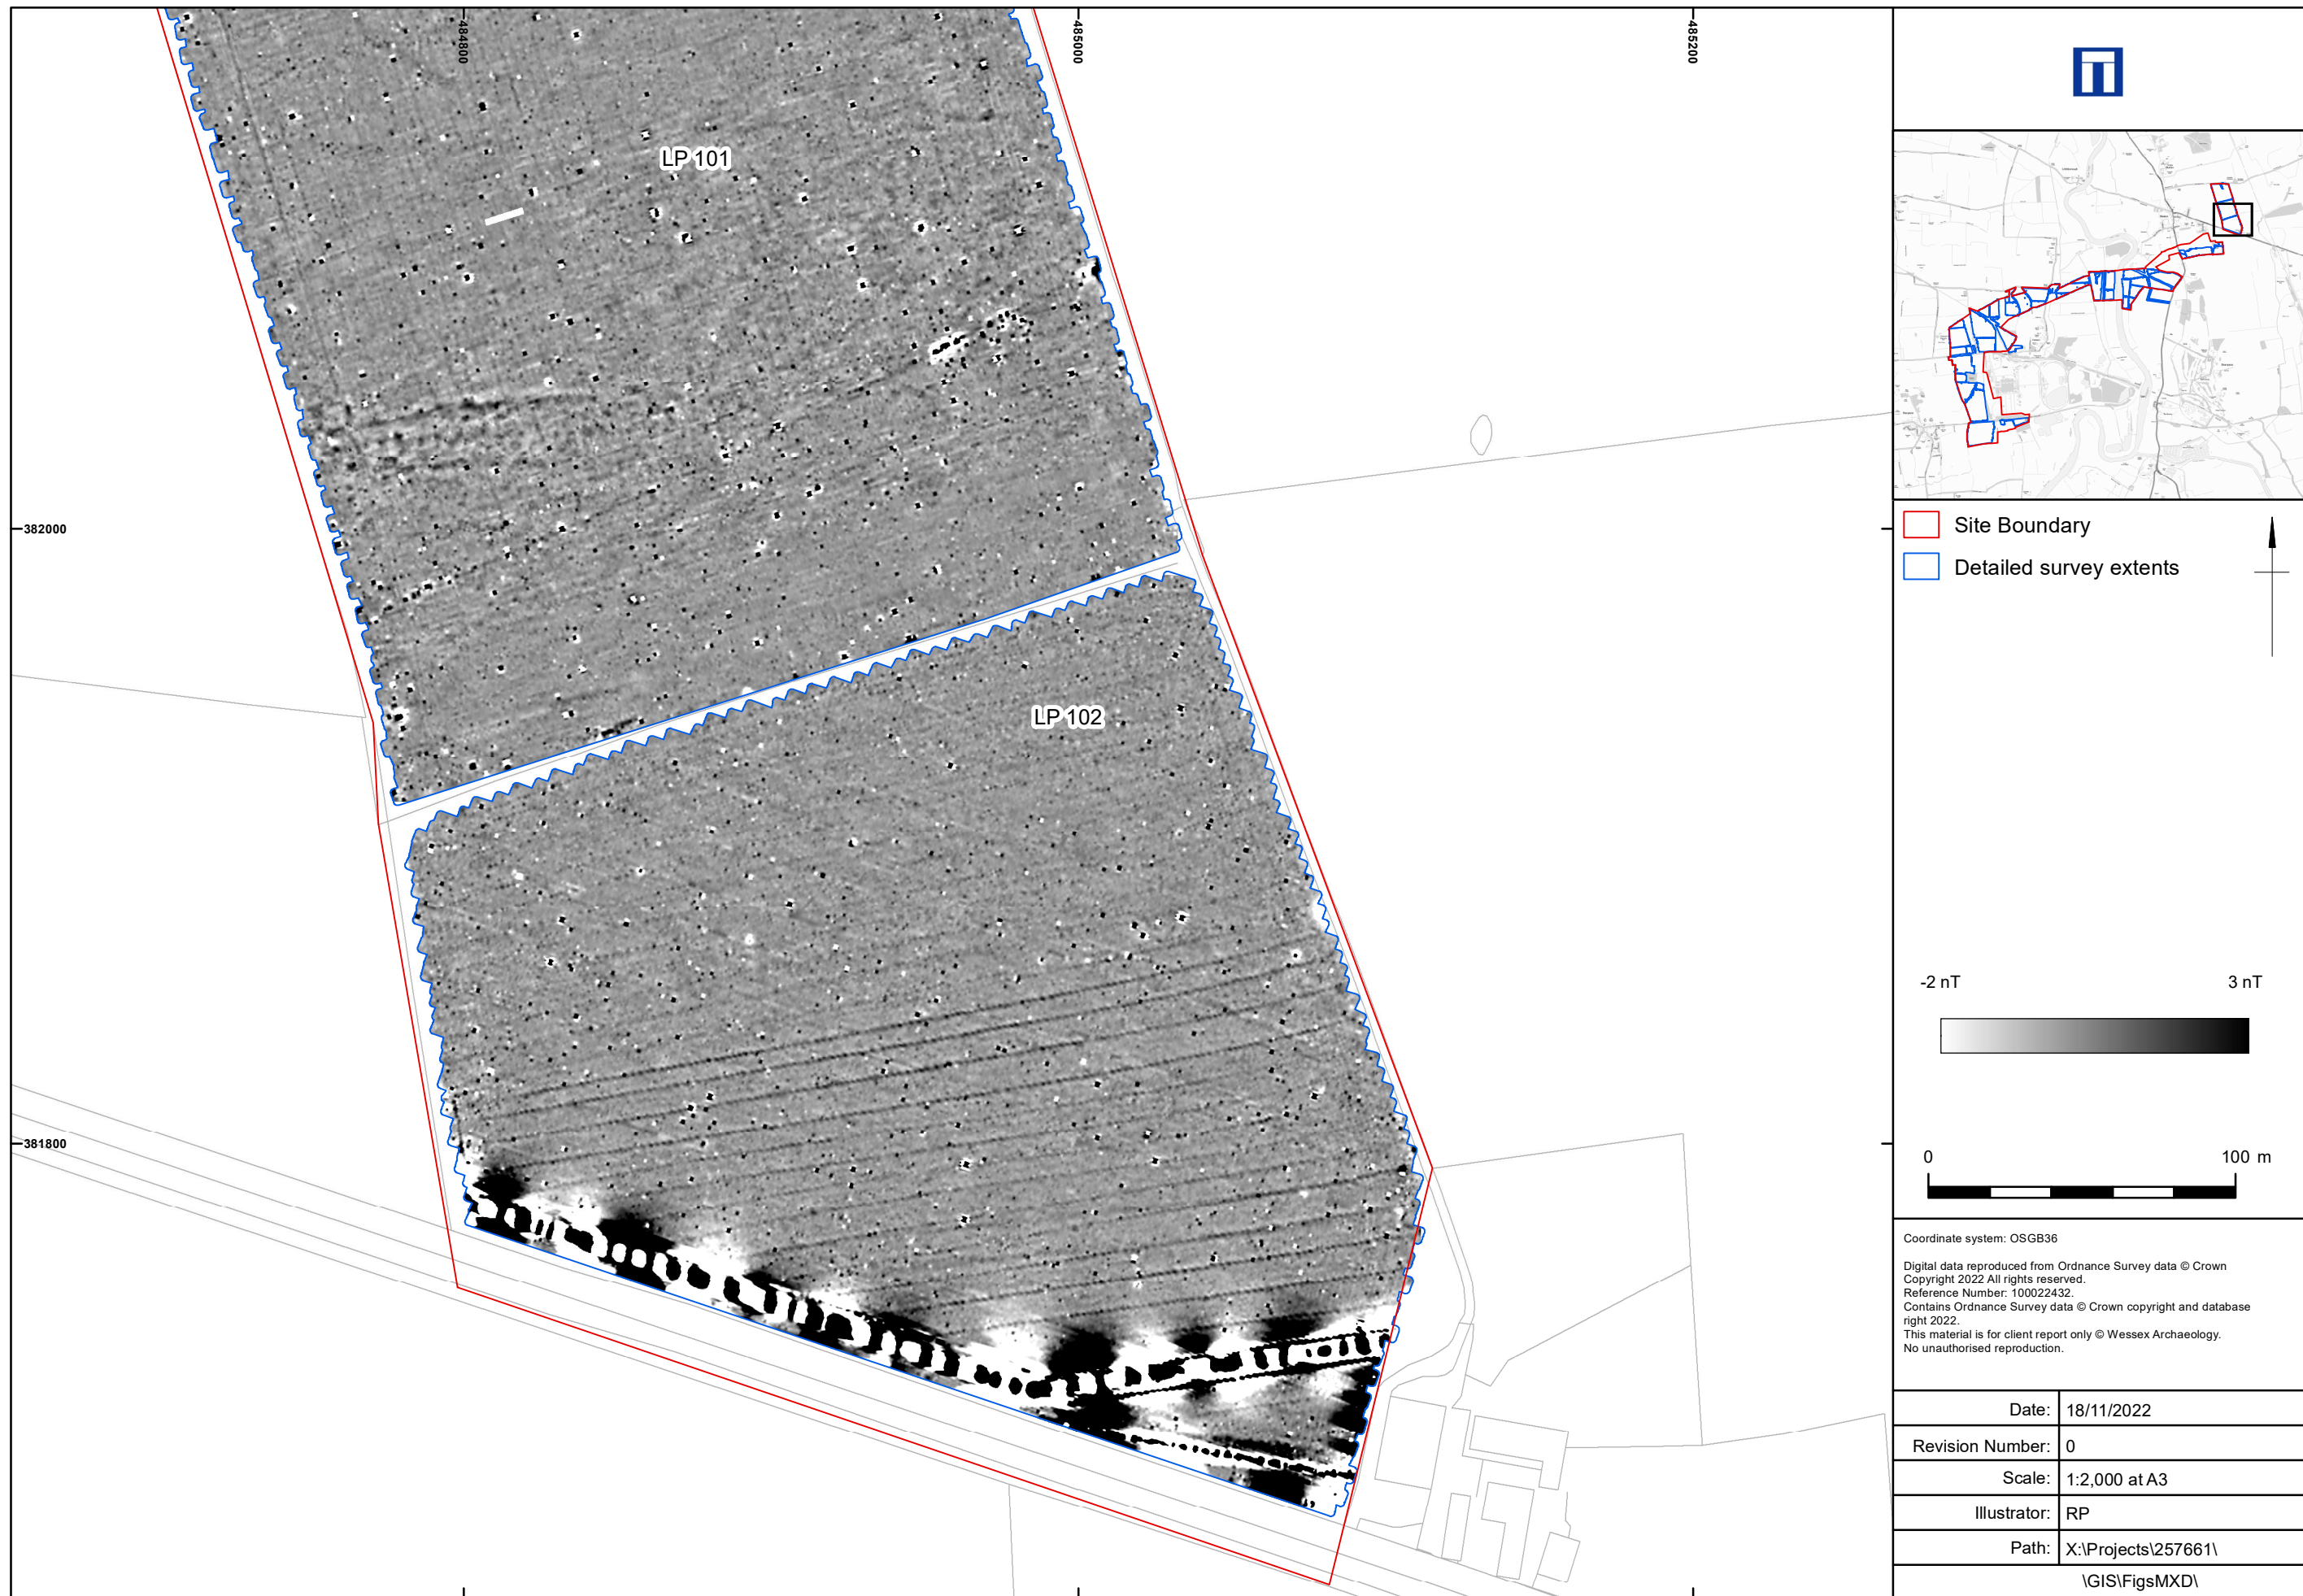 484800
485000
485200
LP 101
382000
LP 102
381800
Site Boundary
Detailed survey extents
-2 nT 3 nT
0 100 m
Coordinate system: OSGB36
Digital data reproduced from Ordnance Survey data © Crown
Copyright 2022 All rights reserved.
Reference Number: 100022432.
Contains Ordnance Survey data © Crown copyright and database
right 2022.
This material is for client report only © Wessex Archaeology.
No unauthorised reproduction.
Date: 18/11/2022
Revision Number: 0
Scale: 1:2,000 at A3
Illustrator: RP
Path: X:\Projects\257661\
\GIS\FigsMXD\